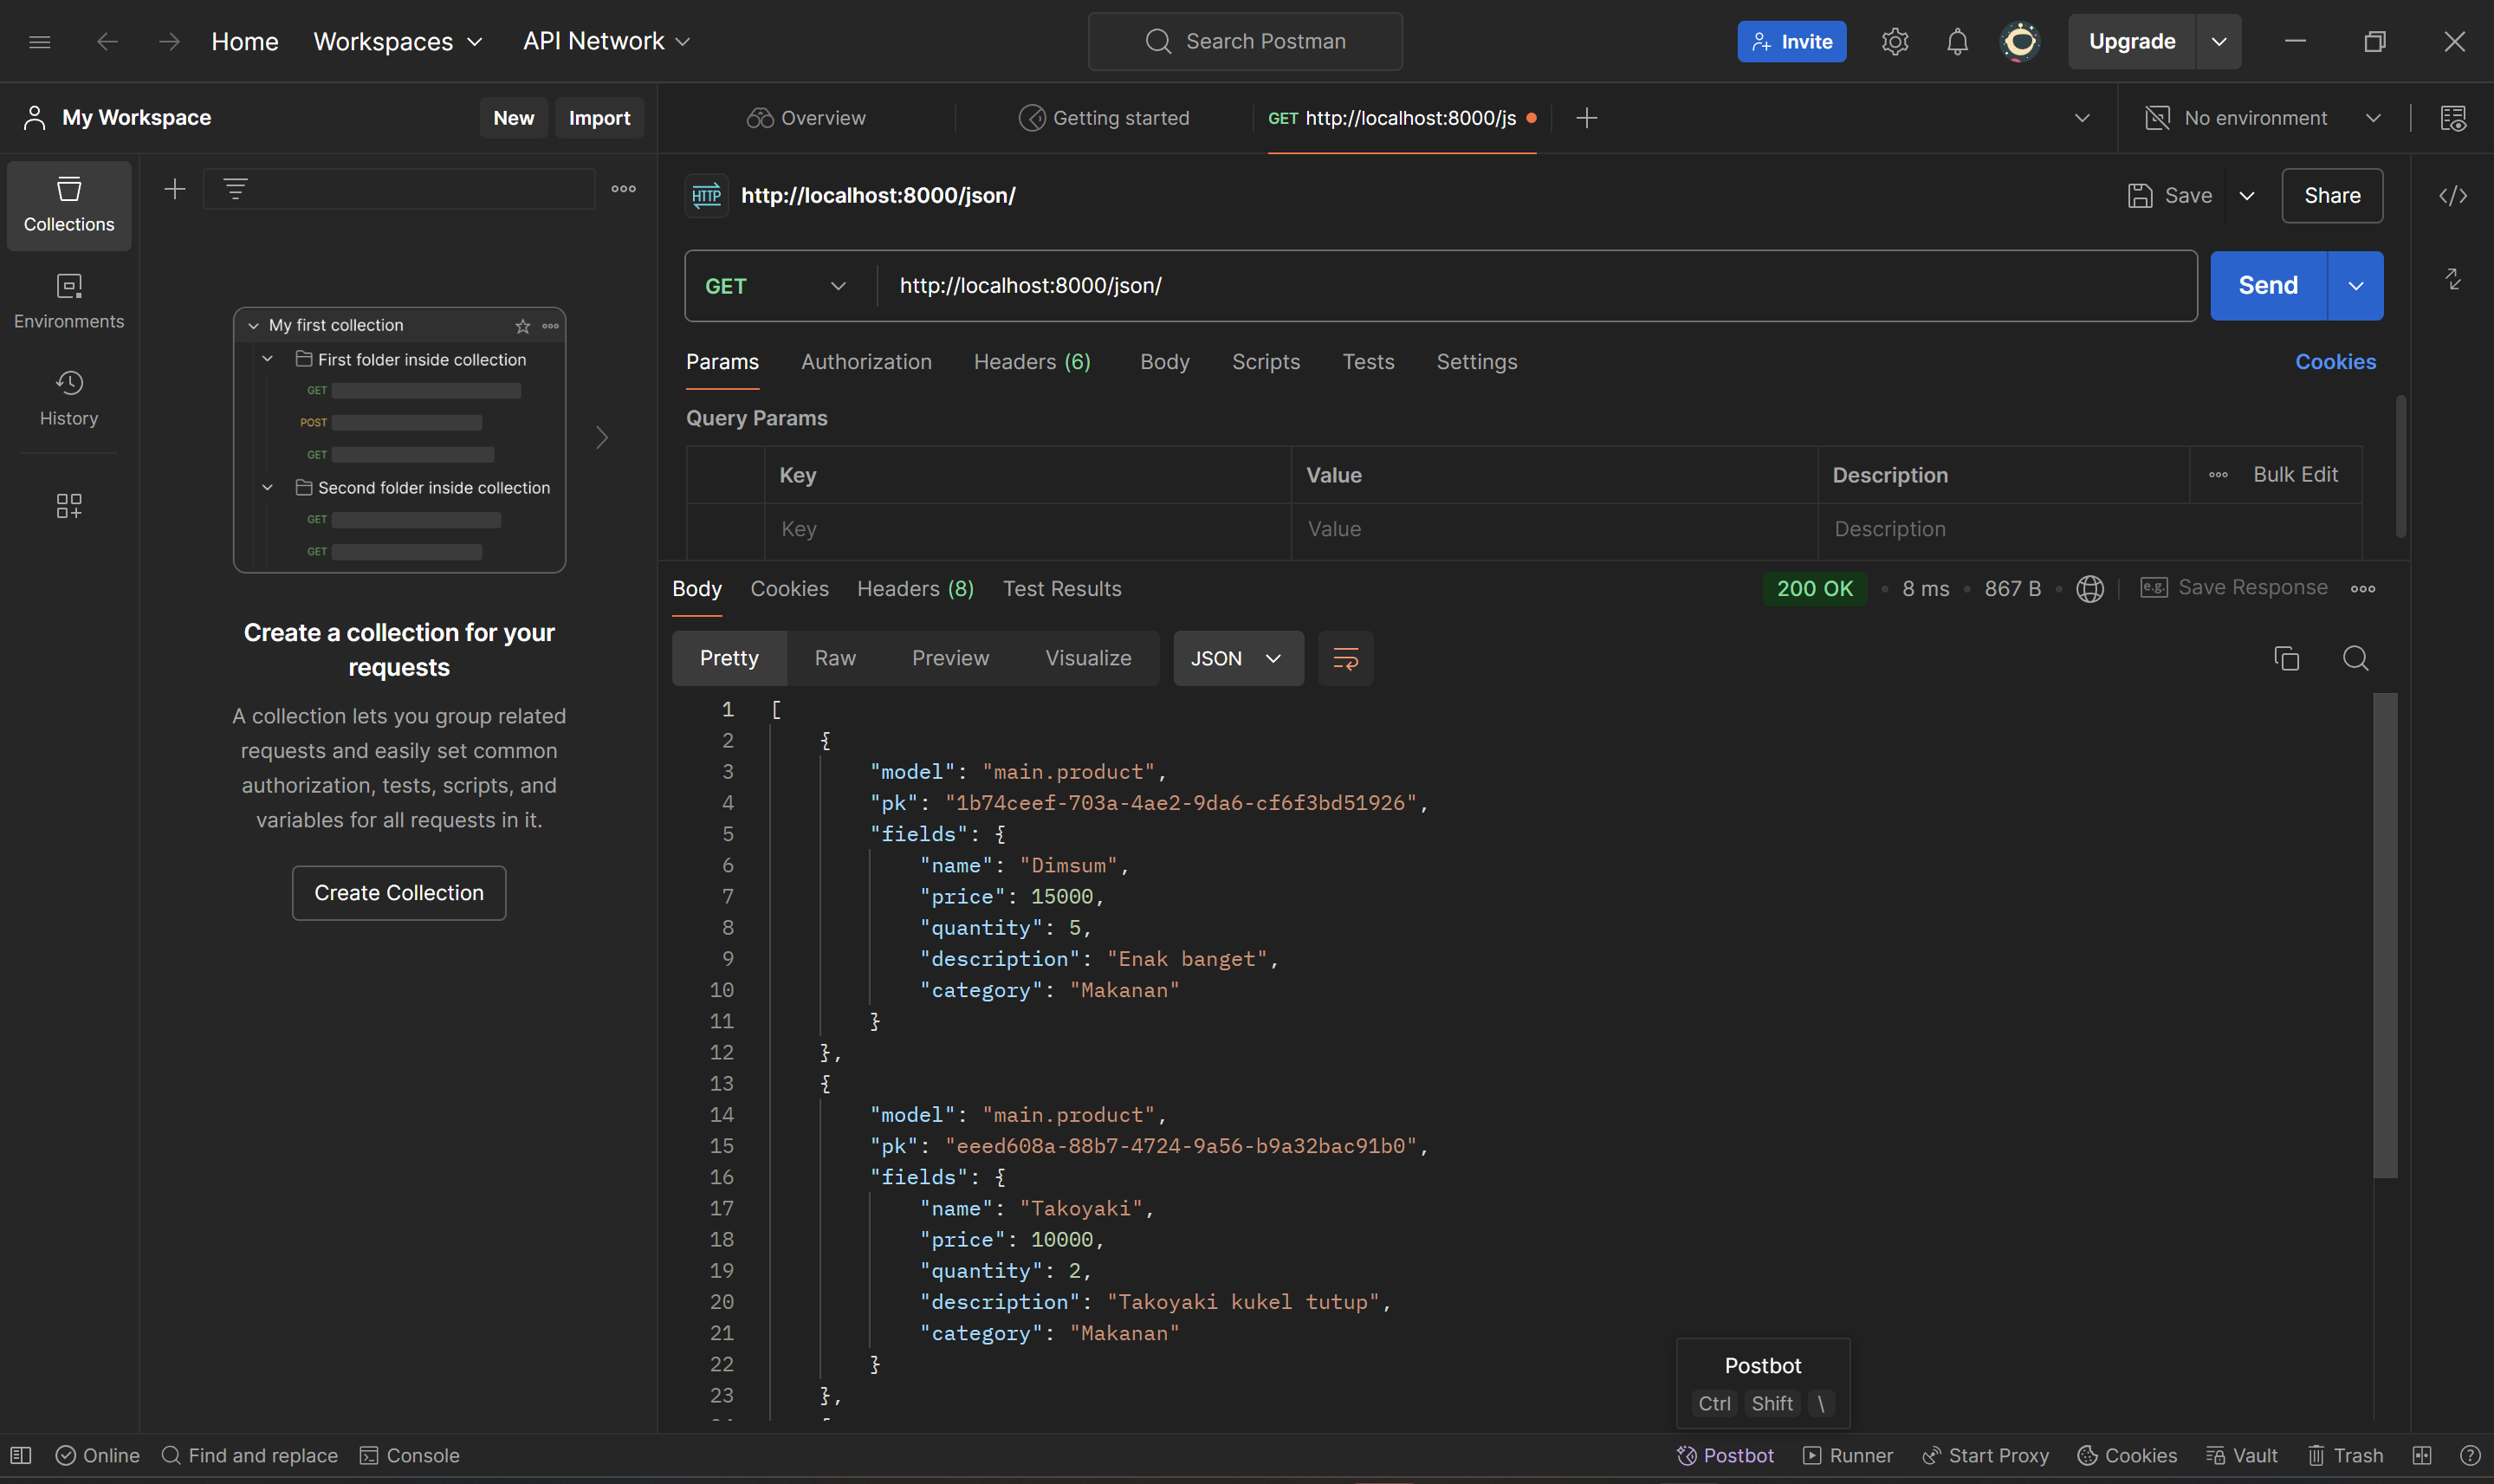 Home Workspaces API Network Search Postman Invite Upgrade
My Workspace New Import Overview Getting started GET http://localhost:8000/js No environment
Collections
Environments
History
My first collection
First folder inside collection
GET
POST
GET
Second folder inside collection
GET
GET
Create a collection for your
requests
A collection lets you group related
requests and easily set common
authorization, tests, scripts, and
variables for all requests in it.
Create Collection
HTTP http://localhost:8000/json/ Save Share
GET http://localhost:8000/json/ Send
Params Authorization Headers (6) Body Scripts Tests Settings Cookies
Query Params
Key Value Description Bulk Edit
Key Value Description
Body Cookies Headers (8) Test Results 200 OK • 8 ms • 867 B • e.g. Save Response
Pretty Raw Preview Visualize JSON
1 [
2 {
3 "model": "main.product",
4 "pk": "1b74ceef-703a-4ae2-9da6-cf6f3bd51926",
5 "fields": {
6 "name": "Dimsum",
7 "price": 15000,
8 "quantity": 5,
9 "description": "Enak banget",
10 "category": "Makanan"
11 }
12 },
13 {
14 "model": "main.product",
15 "pk": "eeed608a-88b7-4724-9a56-b9a32bac91b0",
16 "fields": {
17 "name": "Takoyaki",
18 "price": 10000,
19 "quantity": 2,
20 "description": "Takoyaki kukel tutup",
21 "category": "Makanan"
22 }
23 },
Postbot
Ctrl Shift \
Online Find and replace Console Postbot Runner Start Proxy Cookies Vault Trash